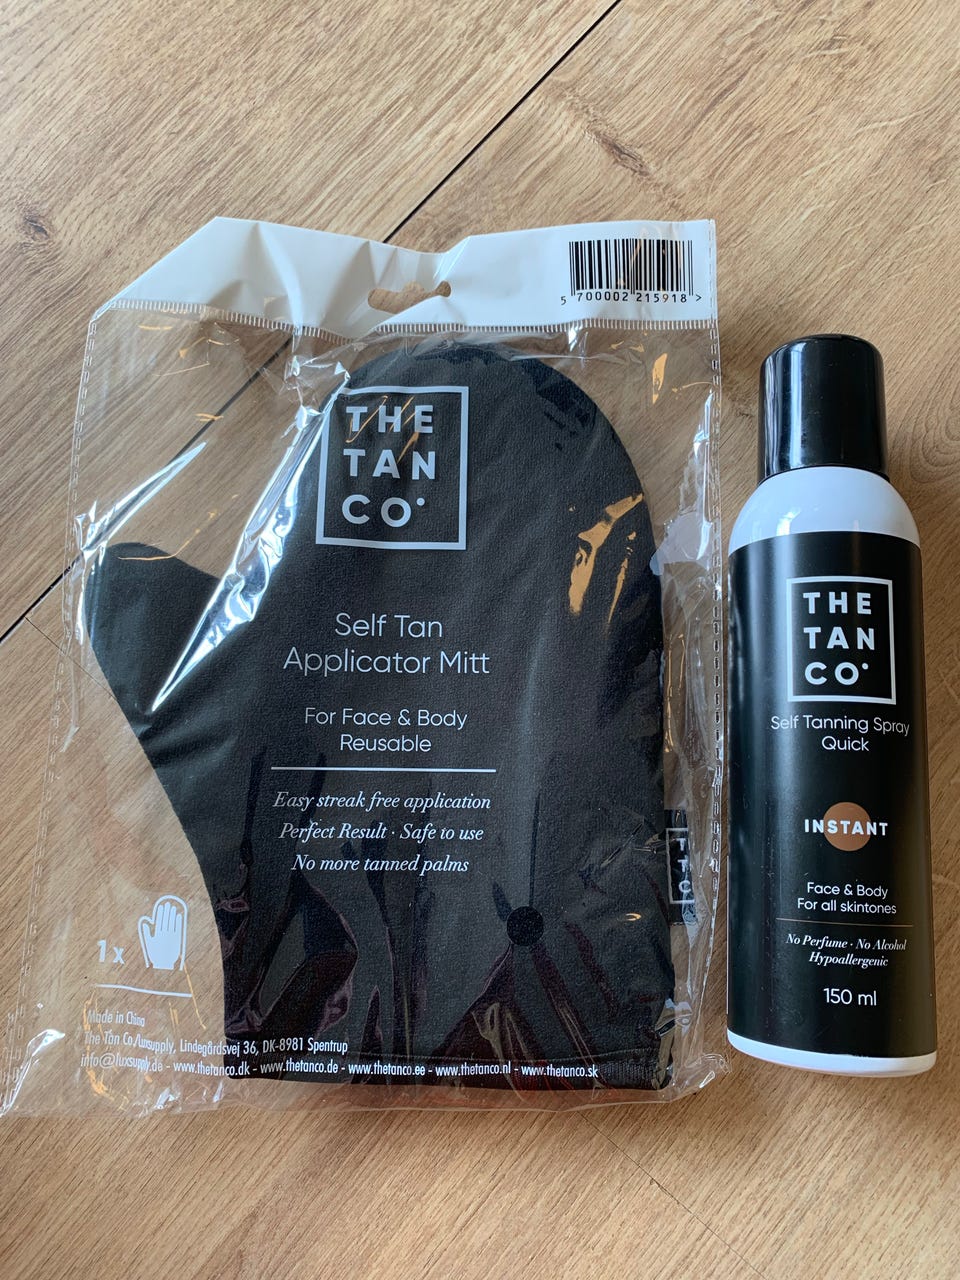 5 700002 215918 >
THE
TAN
CO
Self Tan
Applicator Mitt
For Face & Body
Reusable
Easy streak free application
Perfect Result · Safe to use
No more tanned palms
1 x
Made in China
The Tan Co/Luxsupply, Lindegårdsvej 36, DK-8981 Spentrup
info@luxsupply.de - www.thetanco.dk - www.thetanco.de - www.thetanco.ee - www.thetanco.nl - www.thetanco.sk
T
T
C
THE
TAN
CO
Self Tanning Spray
Quick
INSTANT
Face & Body
For all skintones
No Perfume · No Alcohol
Hypoallergenic
150 ml